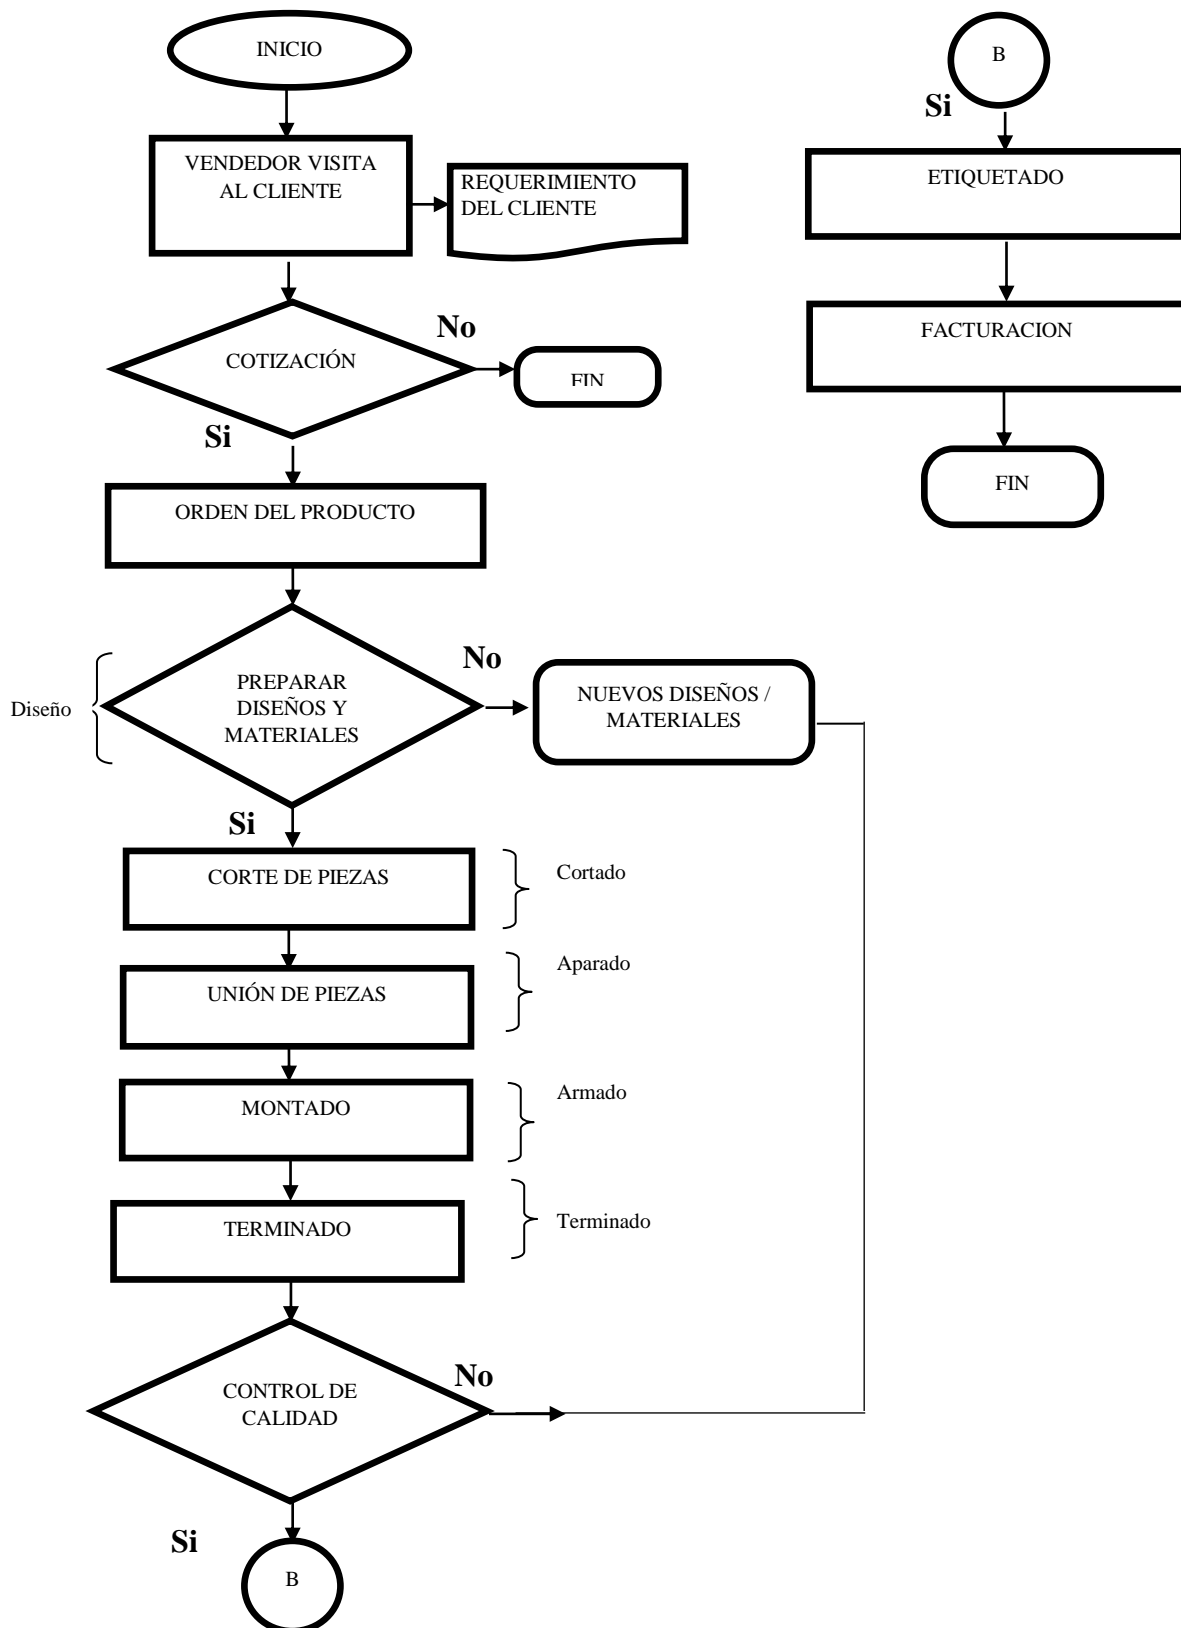 INICIO
VENDEDOR VISITA
AL CLIENTE
REQUERIMIENTO
DEL CLIENTE
COTIZACIÓN
No
FIN
Si
ORDEN DEL PRODUCTO
Diseño
PREPARAR
DISEÑOS Y
MATERIALES
No
NUEVOS DISEÑOS /
MATERIALES
Si
CORTE DE PIEZAS
Cortado
UNIÓN DE PIEZAS
Aparado
MONTADO
Armado
TERMINADO
Terminado
CONTROL DE
CALIDAD
No
Si
B
B
Si
ETIQUETADO
FACTURACION
FIN